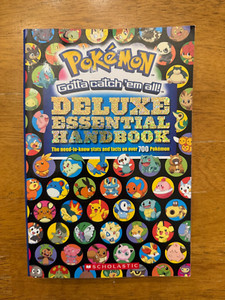 POKéMON
Gotta catch 'em all!
DELUXE
ESSENTIAL
HANDBOOK
The need-to-know stats and facts on over 700 Pokémon
SCHOLASTIC